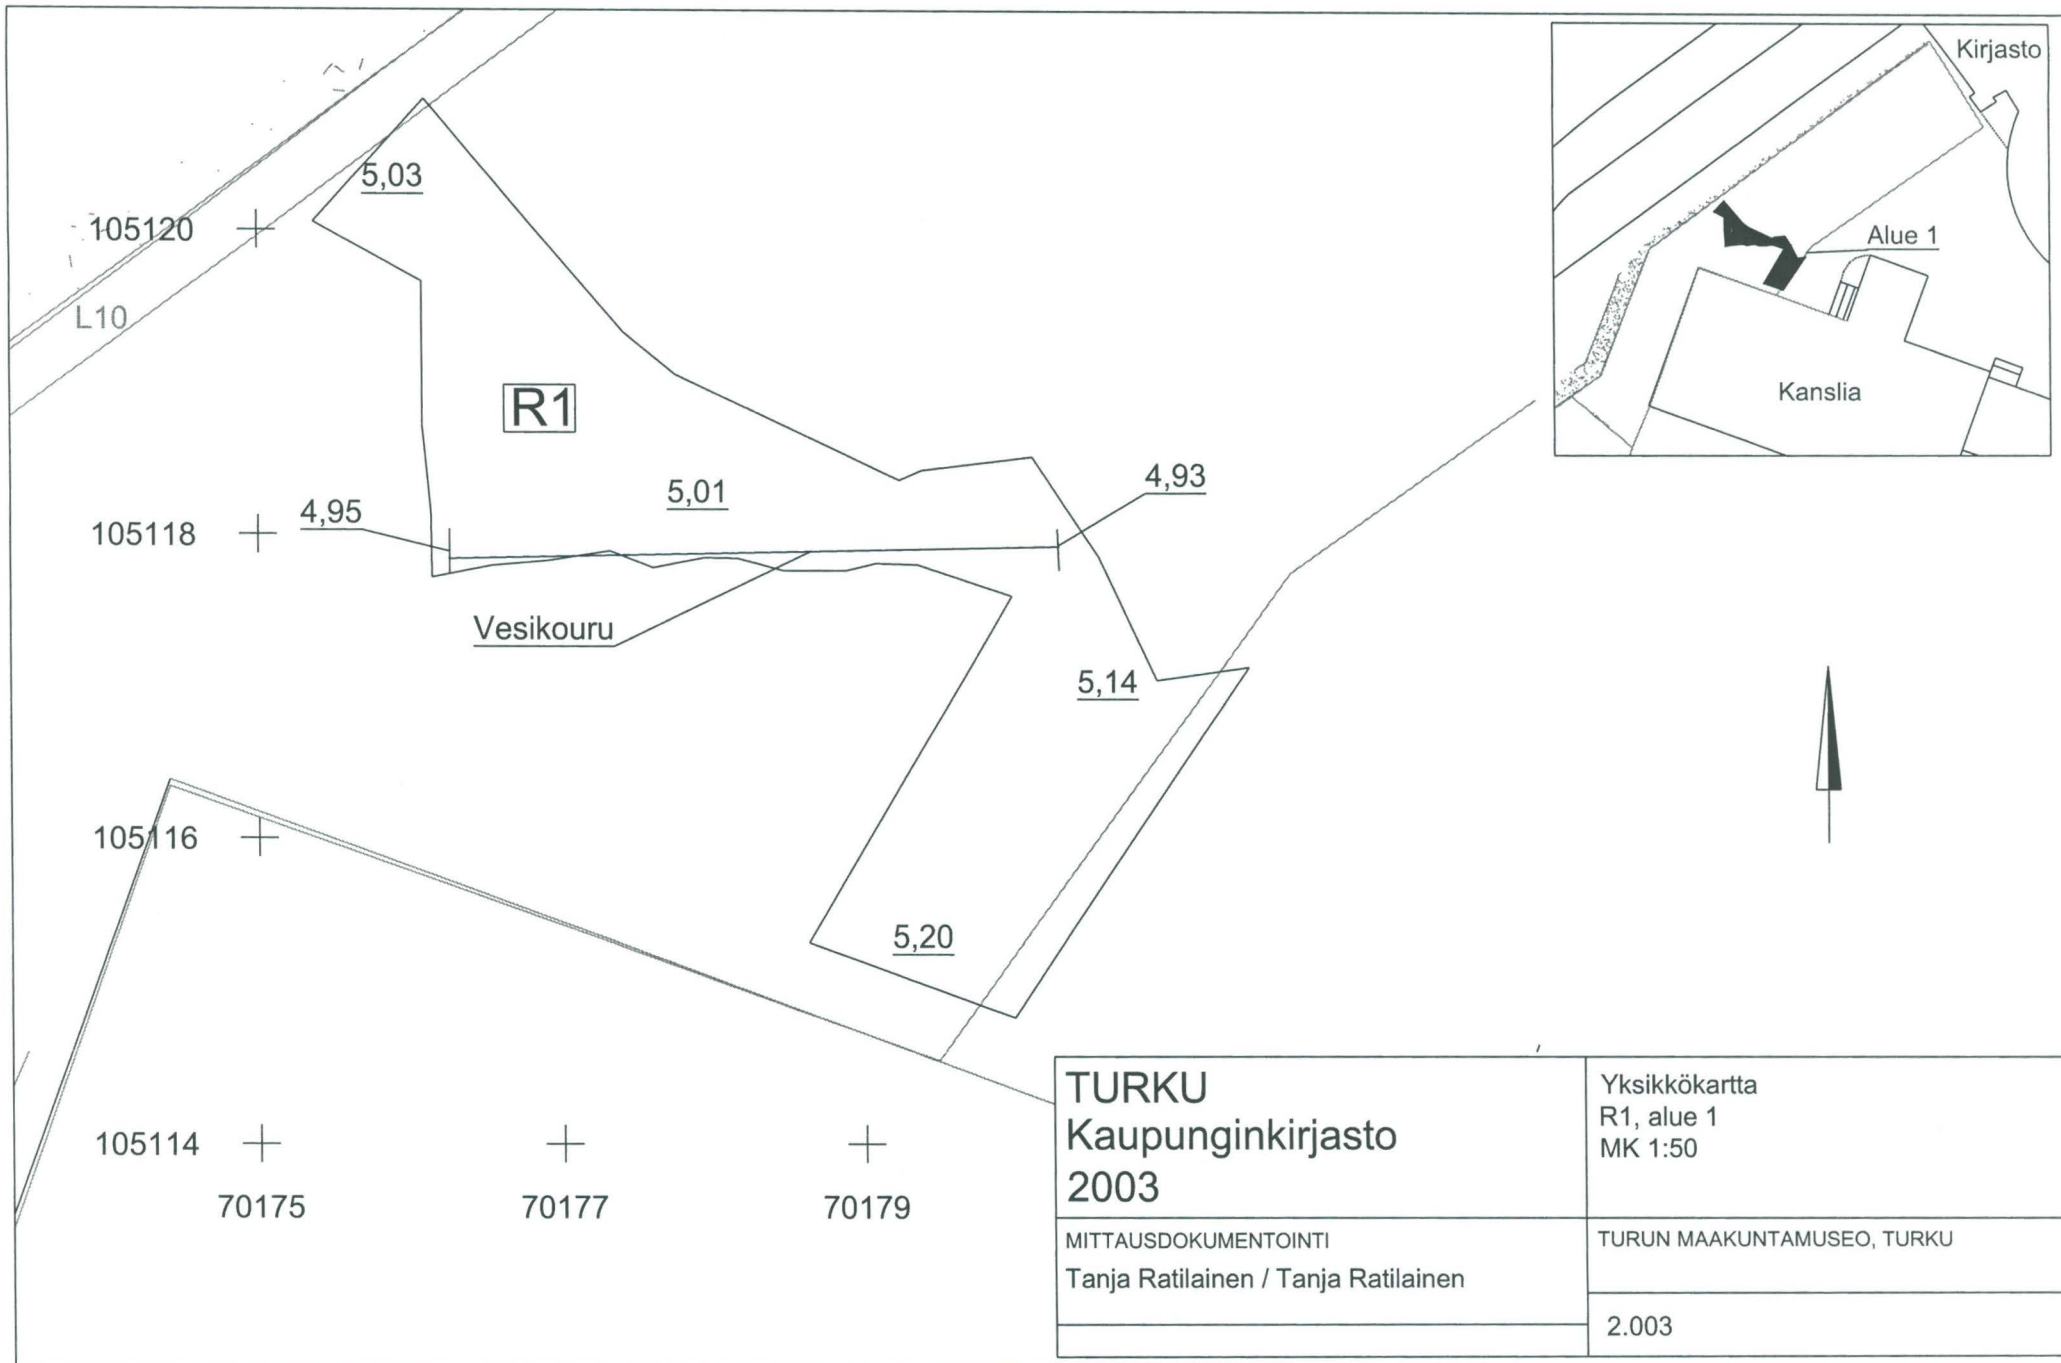 Kirjasto
5,03
105120
Alue 1
L10
Kanslia
R1
4,93
5,01
4,95
105118
Vesikouru
5,14
105116
5,20
105114
70175
70177
70179
TURKU
Kaupunginkirjasto
2003
Yksikkökartta
R1, alue 1
MK 1:50
MITTAUSDOKUMENTOINTI
Tanja Ratilainen / Tanja Ratilainen
TURUN MAAKUNTAMUSEO, TURKU
2.003